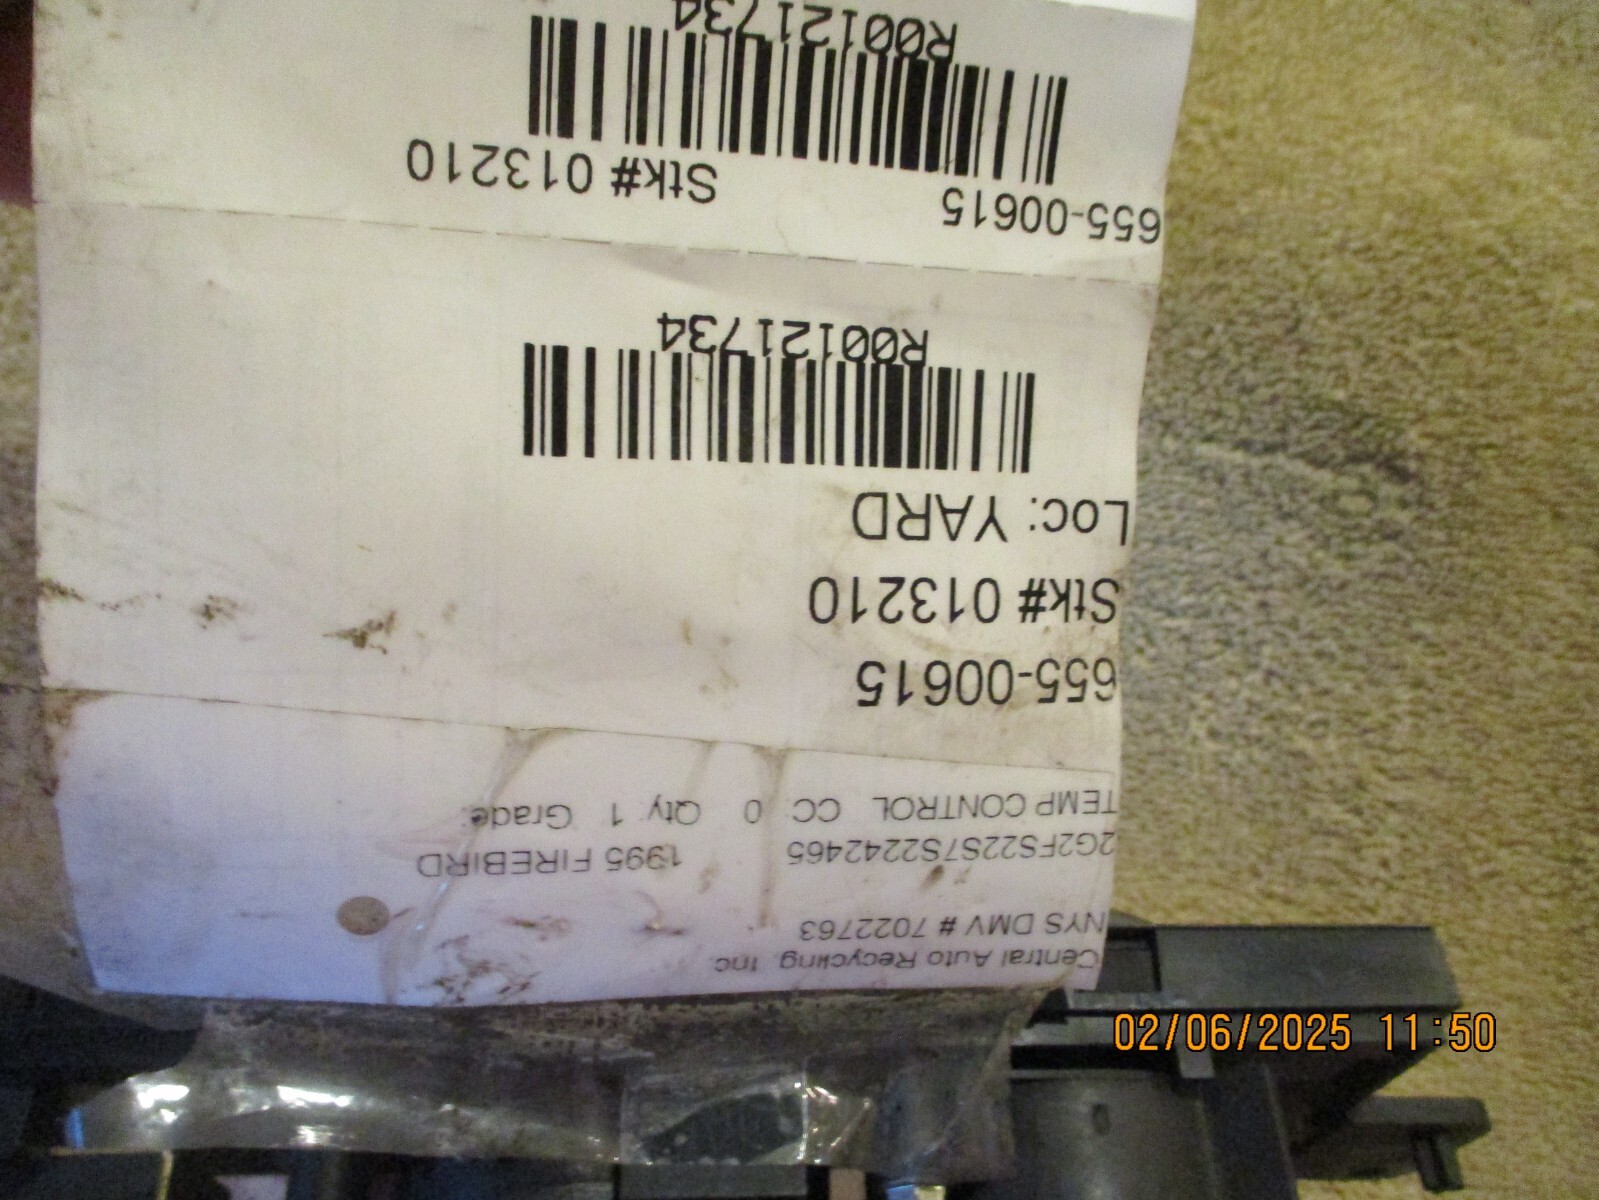 Central Auto Recycling, Inc
NYS DMV # 7022763
2G2FS22S7S2242465 1995 FIREBIRD
TEMP CONTROL CC: 0 Qty: 1 Grade:
655-00615
Stk# 013210
Loc: YARD
R00121734
655-00615 Stk# 013210
R00121734
02/06/2025 11:50